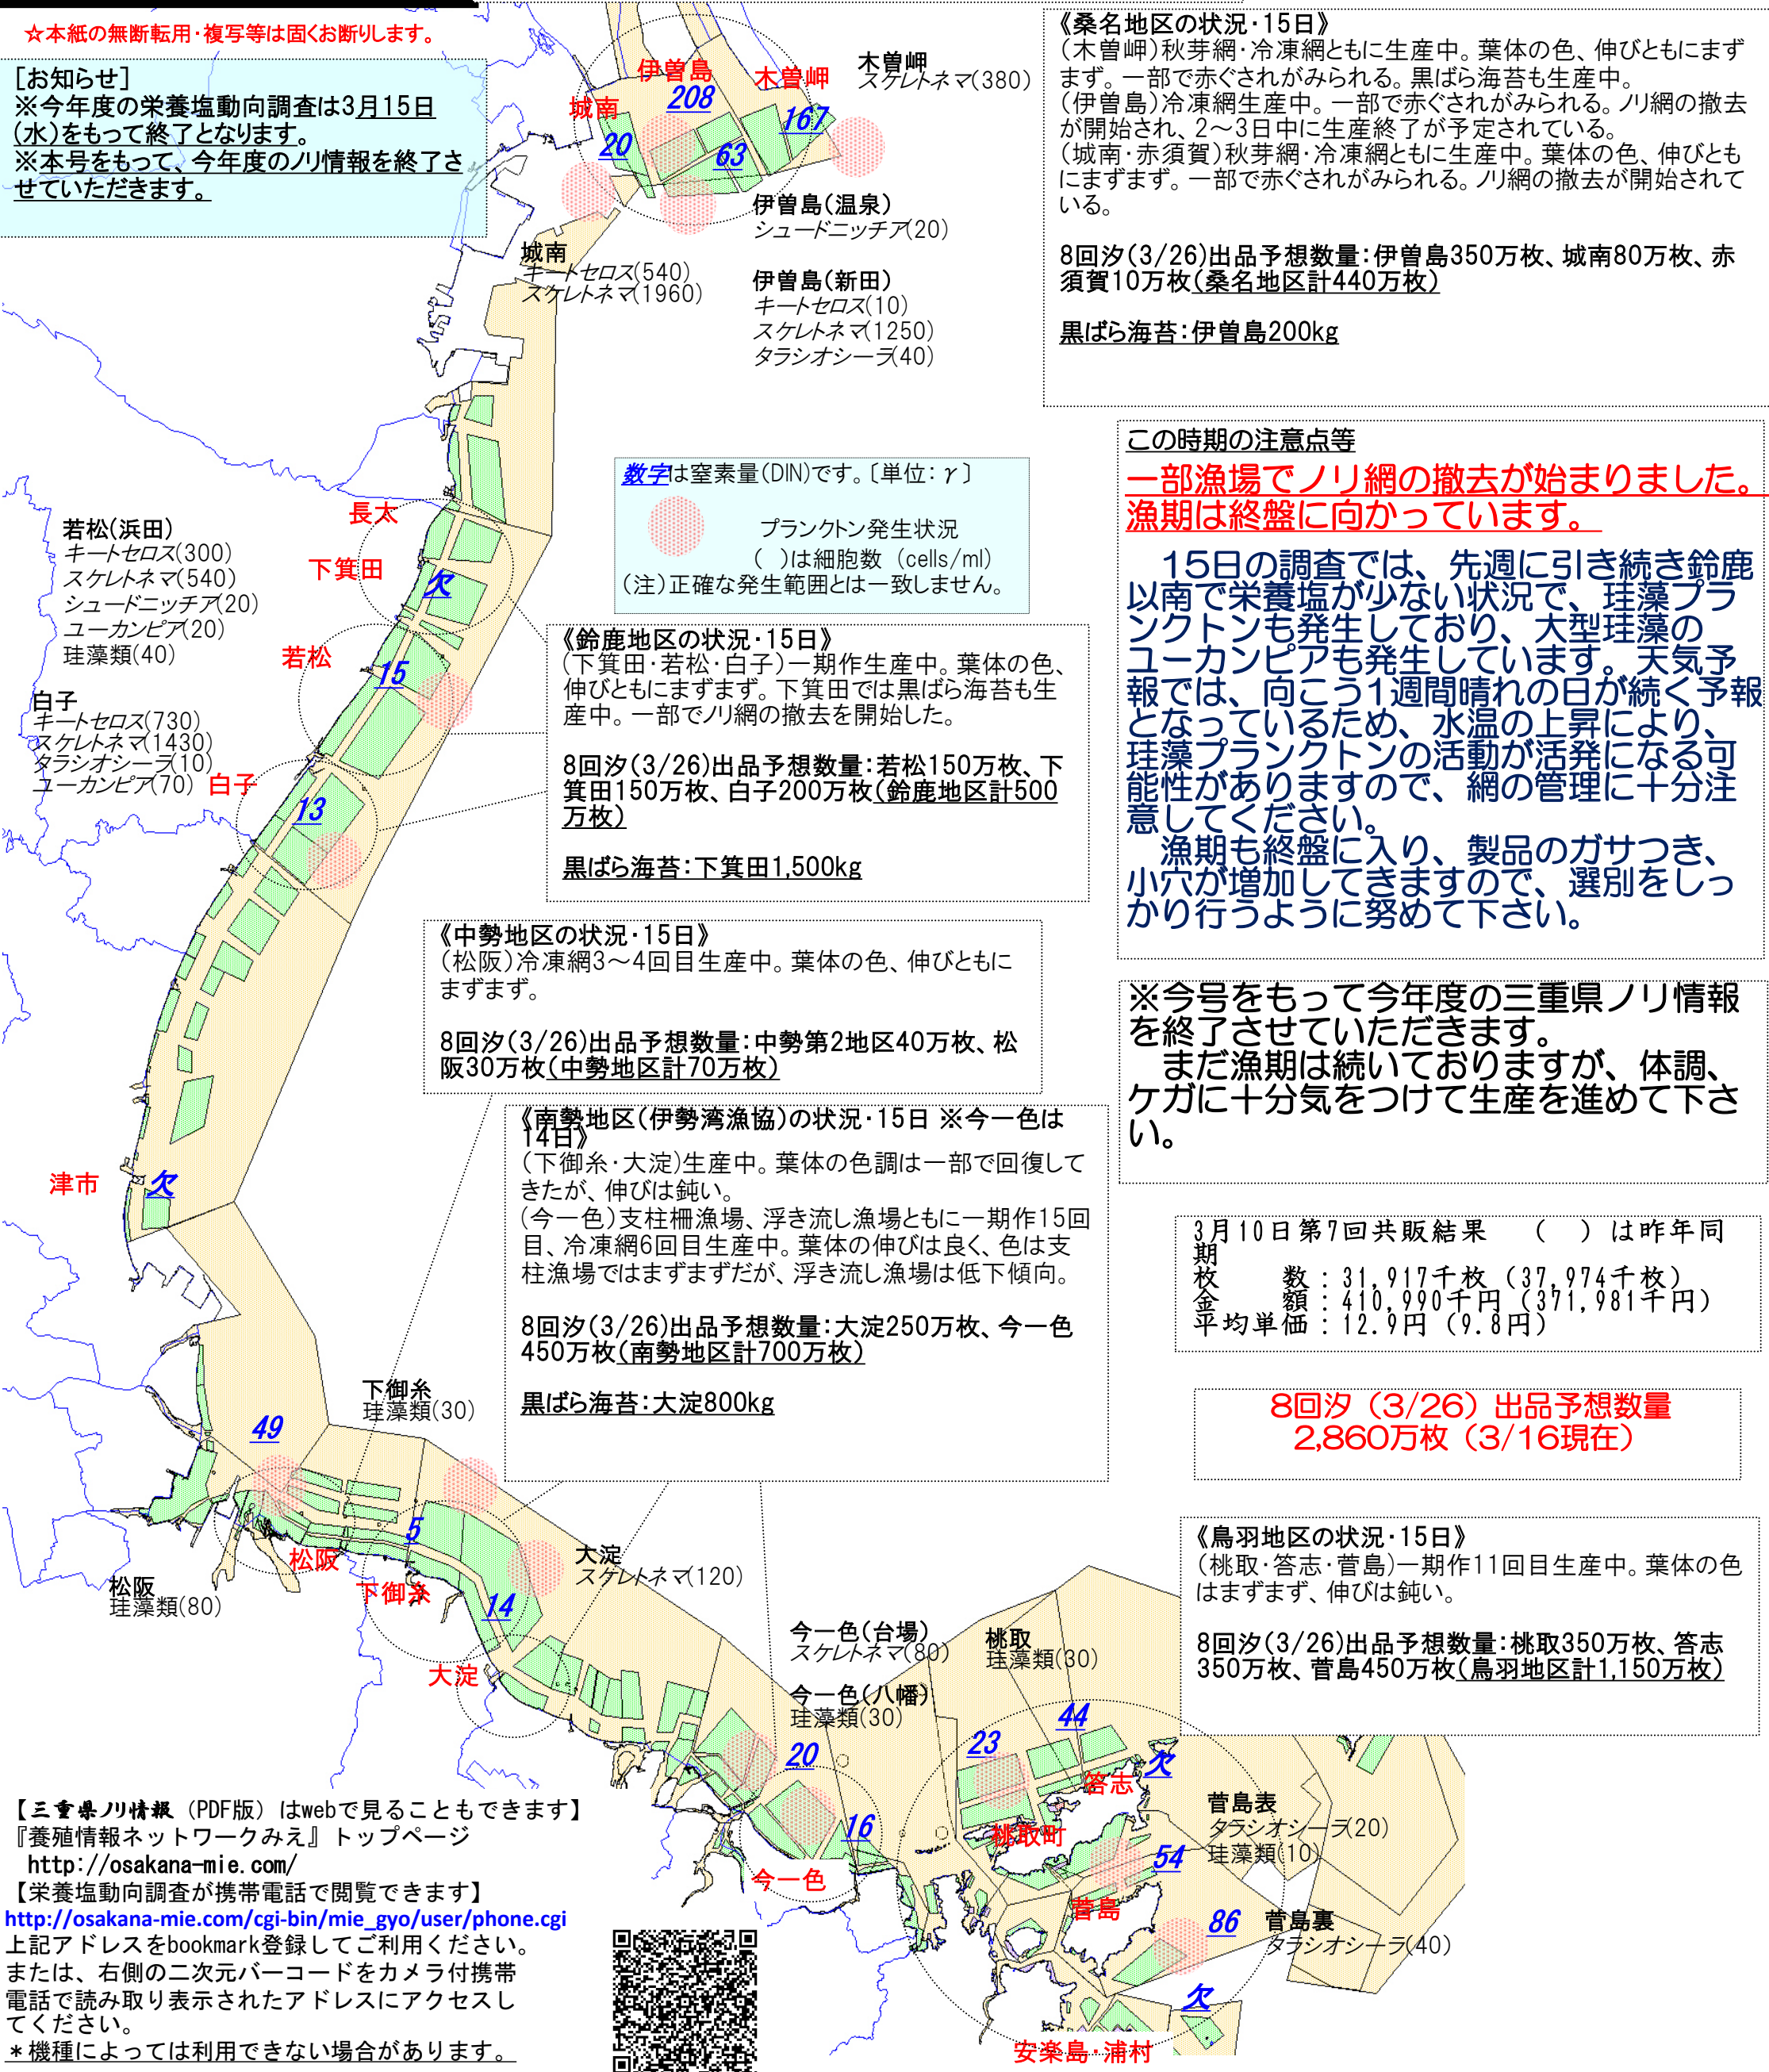 ☆本紙の無断転用・複写等は固くお断りします。
[お知らせ]
※今年度の栄養塩動向調査は3月15日
(水)をもって終了となります。
※本号をもって、今年度のノリ情報を終了さ
せていただきます。
伊曽島
208
木曽岬
167
城南
20
63
木曽岬
スケレトネマ(380)
伊曽島(温泉)
シュードニッチア(20)
城南
キートセロス(540)
スケレトネマ(1960)
伊曽島(新田)
キートセロス(10)
スケレトネマ(1250)
タラシオシーラ(40)
《桑名地区の状況・15日》
(木曽岬)秋芽網・冷凍網ともに生産中。葉体の色、伸びともにまず
まず。一部で赤ぐされがみられる。黒ばら海苔も生産中。
(伊曽島)冷凍網生産中。一部で赤ぐされがみられる。ノリ網の撤去
が開始され、2~3日中に生産終了が予定されている。
(城南・赤須賀)秋芽網・冷凍網ともに生産中。葉体の色、伸びとも
にまずまず。一部で赤ぐされがみられる。ノリ網の撤去が開始されて
いる。
8回汐(3/26)出品予想数量:伊曽島350万枚、城南80万枚、赤
須賀10万枚(桑名地区計440万枚)
黒ばら海苔:伊曽島200kg
数字は窒素量(DIN)です。〔単位:γ〕
プランクトン発生状況
( )は細胞数 (cells/ml)
(注)正確な発生範囲とは一致しません。
この時期の注意点等
一部漁場でノリ網の撤去が始まりました。
漁期は終盤に向かっています。
15日の調査では、先週に引き続き鈴鹿
以南で栄養塩が少ない状況で、珪藻プラ
ンクトンも発生しており、大型珪藻の
ユーカンピアも発生しています。天気予
報では、向こう1週間晴れの日が続く予報
となっているため、水温の上昇により、
珪藻プランクトンの活動が活発になる可
能性がありますので、網の管理に十分注
意してください。
漁期も終盤に入り、製品のガサつき、
小穴が増加してきますので、選別をしっ
かり行うように努めて下さい。
長太
下箕田
欠
若松
15
白子
13
若松(浜田)
キートセロス(300)
スケレトネマ(540)
シュードニッチア(20)
ユーカンピア(20)
珪藻類(40)
白子
キートセロス(730)
スケレトネマ(1430)
タラシオシーラ(10)
ユーカンピア(70)
《鈴鹿地区の状況・15日》
(下箕田・若松・白子)一期作生産中。葉体の色、
伸びともにまずまず。下箕田では黒ばら海苔も生
産中。一部でノリ網の撤去を開始した。
8回汐(3/26)出品予想数量:若松150万枚、下
箕田150万枚、白子200万枚(鈴鹿地区計500
万枚)
黒ばら海苔:下箕田1,500kg
《中勢地区の状況・15日》
(松阪)冷凍網3~4回目生産中。葉体の色、伸びともに
まずまず。
8回汐(3/26)出品予想数量:中勢第2地区40万枚、松
阪30万枚(中勢地区計70万枚)
※今号をもって今年度の三重県ノリ情報
を終了させていただきます。
まだ漁期は続いておりますが、体調、
ケガに十分気をつけて生産を進めて下さ
い。
津市
欠
《南勢地区(伊勢湾漁協)の状況・15日 ※今一色は
14日》
(下御糸・大淀)生産中。葉体の色調は一部で回復して
きたが、伸びは鈍い。
(今一色)支柱柵漁場、浮き流し漁場ともに一期作15回
目、冷凍網6回目生産中。葉体の伸びは良く、色は支
柱漁場ではまずまずだが、浮き流し漁場は低下傾向。
8回汐(3/26)出品予想数量:大淀250万枚、今一色
450万枚(南勢地区計700万枚)
黒ばら海苔:大淀800kg
3月10日第7回共販結果 ( )は昨年同
期
枚 数:31,917千枚(37,974千枚)
金 額:410,990千円(371,981千円)
平均単価:12.9円(9.8円)
8回汐(3/26)出品予想数量
2,860万枚(3/16現在)
下御糸
珪藻類(30)
49
5
14
松阪
下御糸
大淀
松阪
珪藻類(80)
大淀
スケレトネマ(120)
《鳥羽地区の状況・15日》
(桃取・答志・菅島)一期作11回目生産中。葉体の色
はまずまず、伸びは鈍い。
8回汐(3/26)出品予想数量:桃取350万枚、答志
350万枚、菅島450万枚(鳥羽地区計1,150万枚)
今一色(台場)
スケレトネマ(80)
今一色(八幡)
珪藻類(30)
桃取
珪藻類(30)
20
16
今一色
23
44
欠
答志
桃取町
54
菅島
86
欠
安楽島・浦村
菅島表
タラシオシーラ(20)
珪藻類(10)
菅島裏
タラシオシーラ(40)
【三重県ノリ情報(PDF版)はwebで見ることもできます】
『養殖情報ネットワークみえ』トップページ
http://osakana-mie.com/
【栄養塩動向調査が携帯電話で閲覧できます】
http://osakana-mie.com/cgi-bin/mie_gyo/user/phone.cgi
上記アドレスをbookmark登録してご利用ください。
または、右側の二次元バーコードをカメラ付携帯
電話で読み取り表示されたアドレスにアクセスし
てください。
*機種によっては利用できない場合があります。